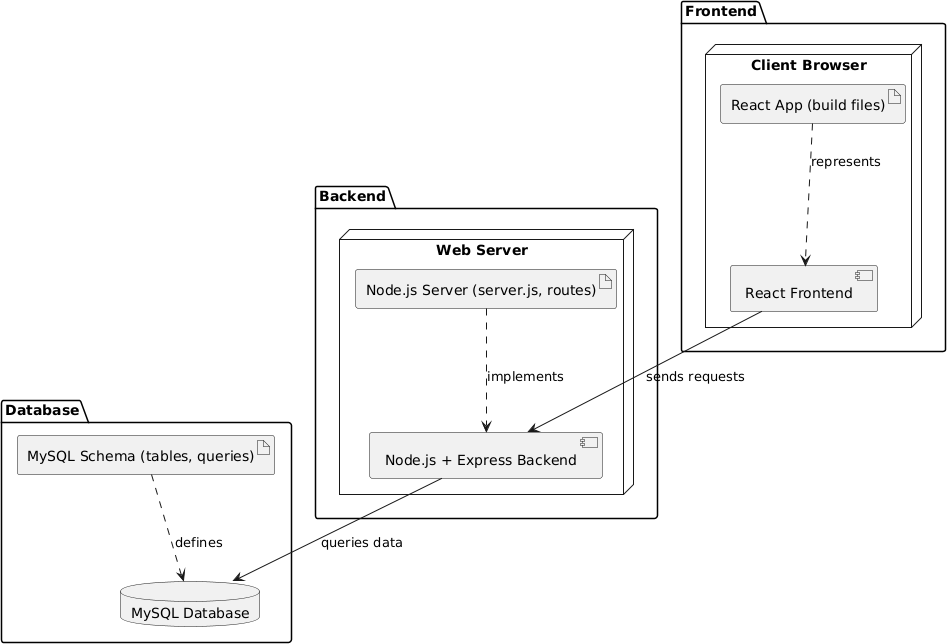 Frontend
Client Browser
React App (build files)
represents
React Frontend
Backend
Web Server
Node.js Server (server.js, routes)
implements
sends requests
Node.js + Express Backend
Database
MySQL Schema (tables, queries)
queries data
defines
MySQL Database